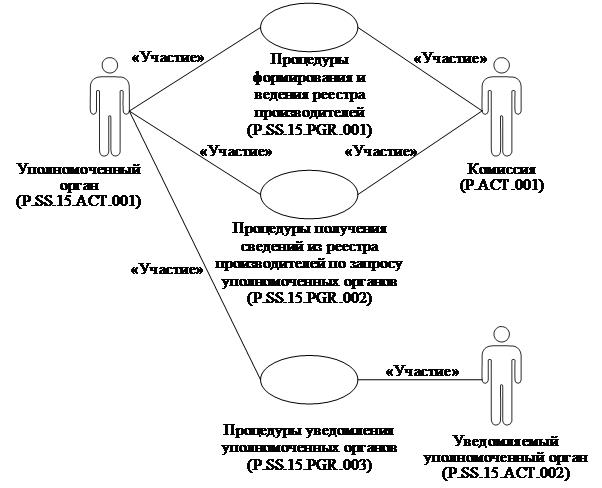 «Участие»
«Участие»
Процедуры
формирования и
ведения реестра
производителей
(P.SS.15.PGR.001)
«Участие»
«Участие»
Уполномоченный
орган
(P.SS.15.ACT.001)
Комиссия
(P.ACT.001)
Процедуры получения
сведений из реестра
производителей по запросу
уполномоченных органов
(P.SS.15.PGR.002)
«Участие»
«Участие»
Процедуры уведомления
уполномоченных органов
(P.SS.15.PGR.003)
Уведомляемый
уполномоченный орган
(P.SS.15.ACT.002)